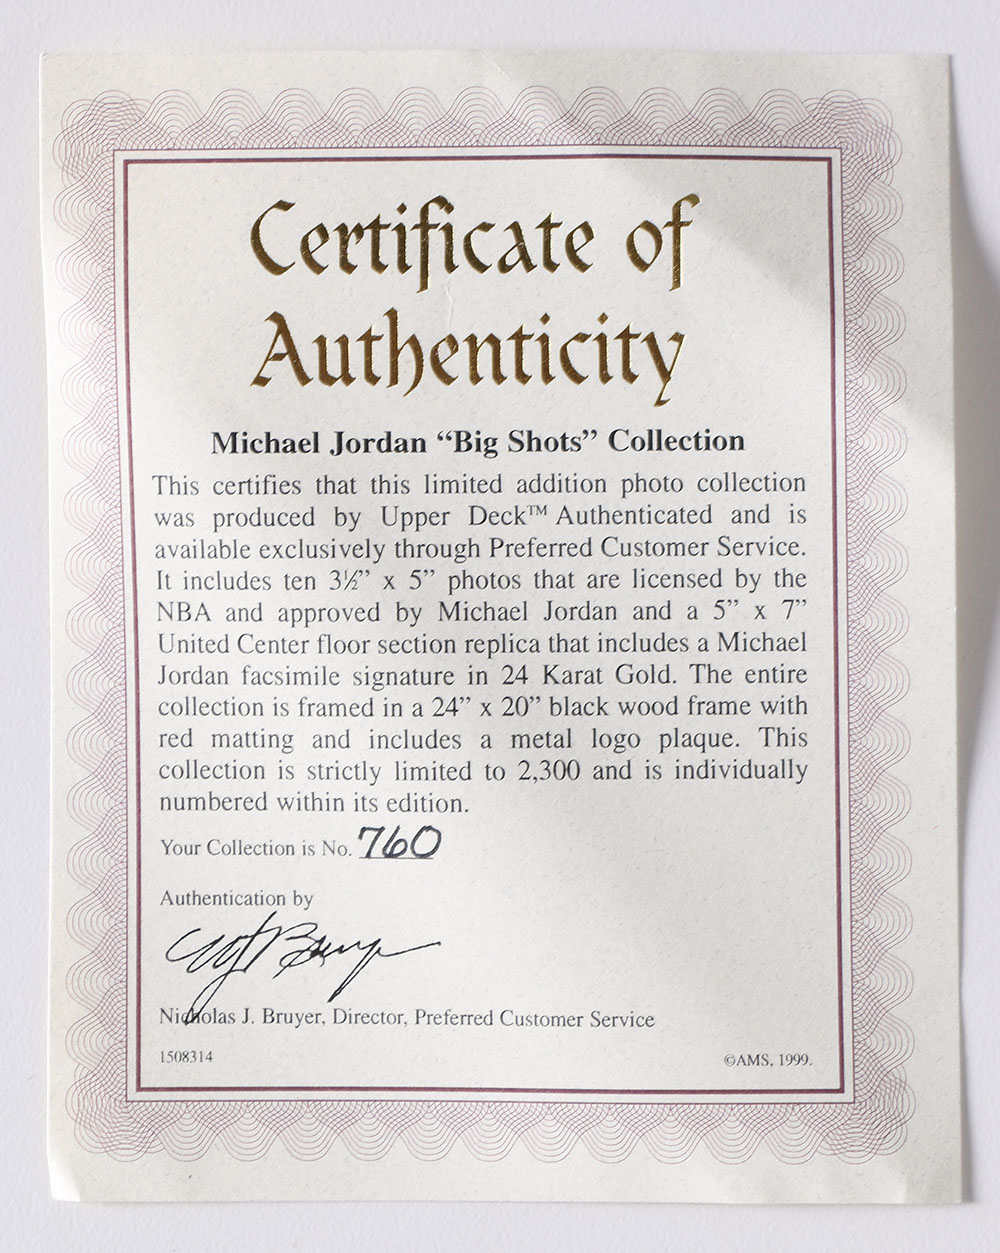 Certificate of
Authenticity
Michael Jordan “Big Shots” Collection
This certifies that this limited addition photo collection
was produced by Upper Deck™ Authenticated and is
available exclusively through Preferred Customer Service.
It includes ten 3½” x 5” photos that are licensed by the
NBA and approved by Michael Jordan and a 5” x 7”
United Center floor section replica that includes a Michael
Jordan facsimile signature in 24 Karat Gold. The entire
collection is framed in a 24” x 20” black wood frame with
red matting and includes a metal logo plaque. This
collection is strictly limited to 2,300 and is individually
numbered within its edition.
Your Collection is No. 760
Authentication by
Nicholas J. Bruyer, Director, Preferred Customer Service
1508314 ©AMS, 1999.